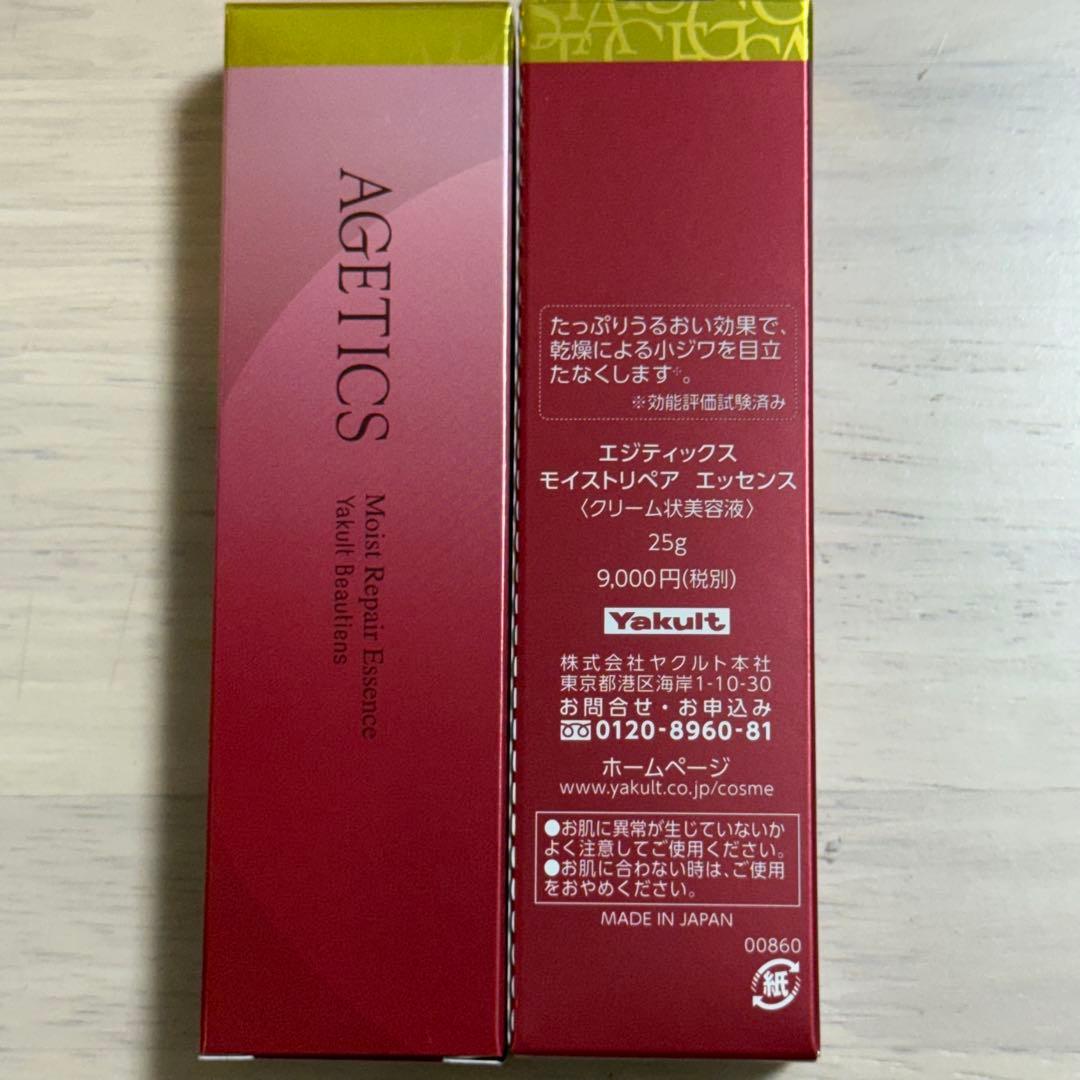 AGETICS
Moist Repair Essence
Yakult Beautiens
たっぷりうるおい効果で、
乾燥による小ジワを目立
たなくします※。
※効能評価試験済み
エジティックス
モイストリペア エッセンス
〈クリーム状美容液〉
25g
9,000円(税別)
Yakult
株式会社ヤクルト本社
東京都港区海岸1-10-30
お問合せ・お申込み
0120-8960-81
ホームページ
www.yakult.co.jp/cosme
●お肌に異常が生じていないか
よく注意してご使用ください。
●お肌に合わない時は、ご使用
をおやめください。
MADE IN JAPAN
00860
紙